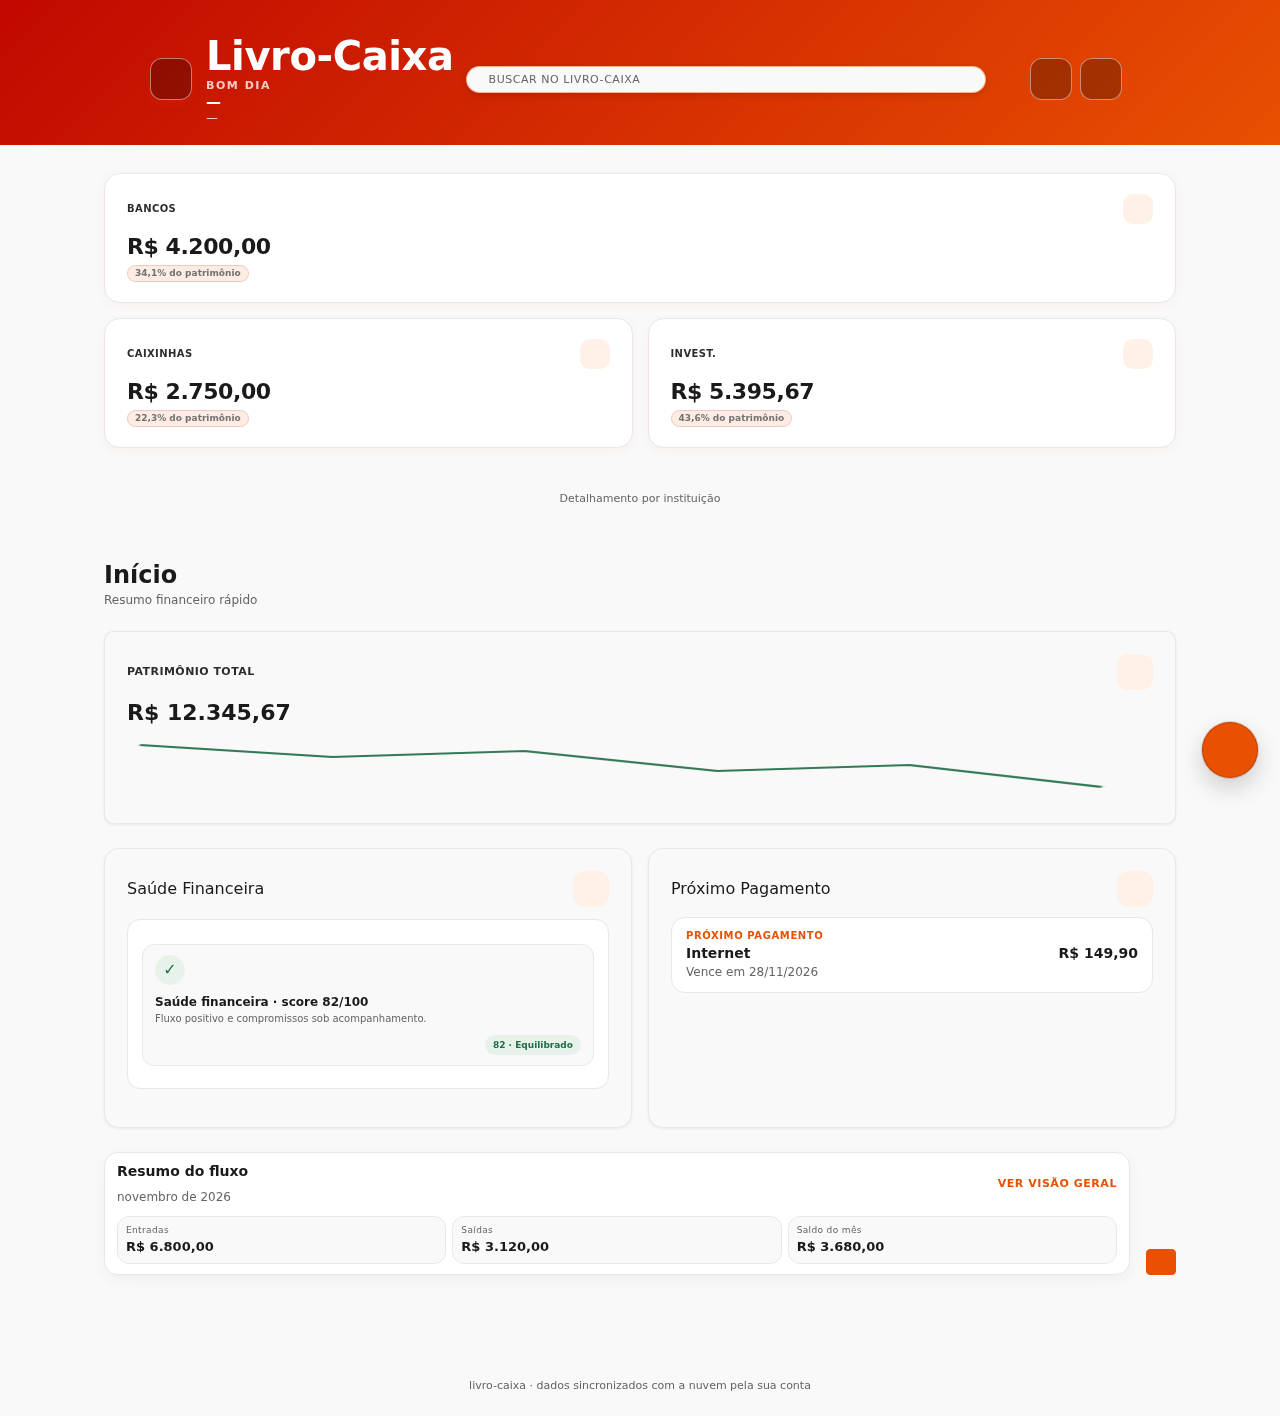 Livro-Caixa
BOM DIA
—
—
BUSCAR NO LIVRO-CAIXA
BANCOS
R$ 4.200,00
34,1% do patrimônio
CAIXINHAS
R$ 2.750,00
22,3% do patrimônio
INVEST.
R$ 5.395,67
43,6% do patrimônio
Detalhamento por instituição
Início
Resumo financeiro rápido
PATRIMÔNIO TOTAL
R$ 12.345,67
Saúde Financeira
✓
Saúde financeira · score 82/100
Fluxo positivo e compromissos sob acompanhamento.
82 · Equilibrado
Próximo Pagamento
PRÓXIMO PAGAMENTO
Internet
R$ 149,90
Vence em 28/11/2026
Resumo do fluxo
novembro de 2026
VER VISÃO GERAL
Entradas
R$ 6.800,00
Saídas
R$ 3.120,00
Saldo do mês
R$ 3.680,00
livro-caixa · dados sincronizados com a nuvem pela sua conta